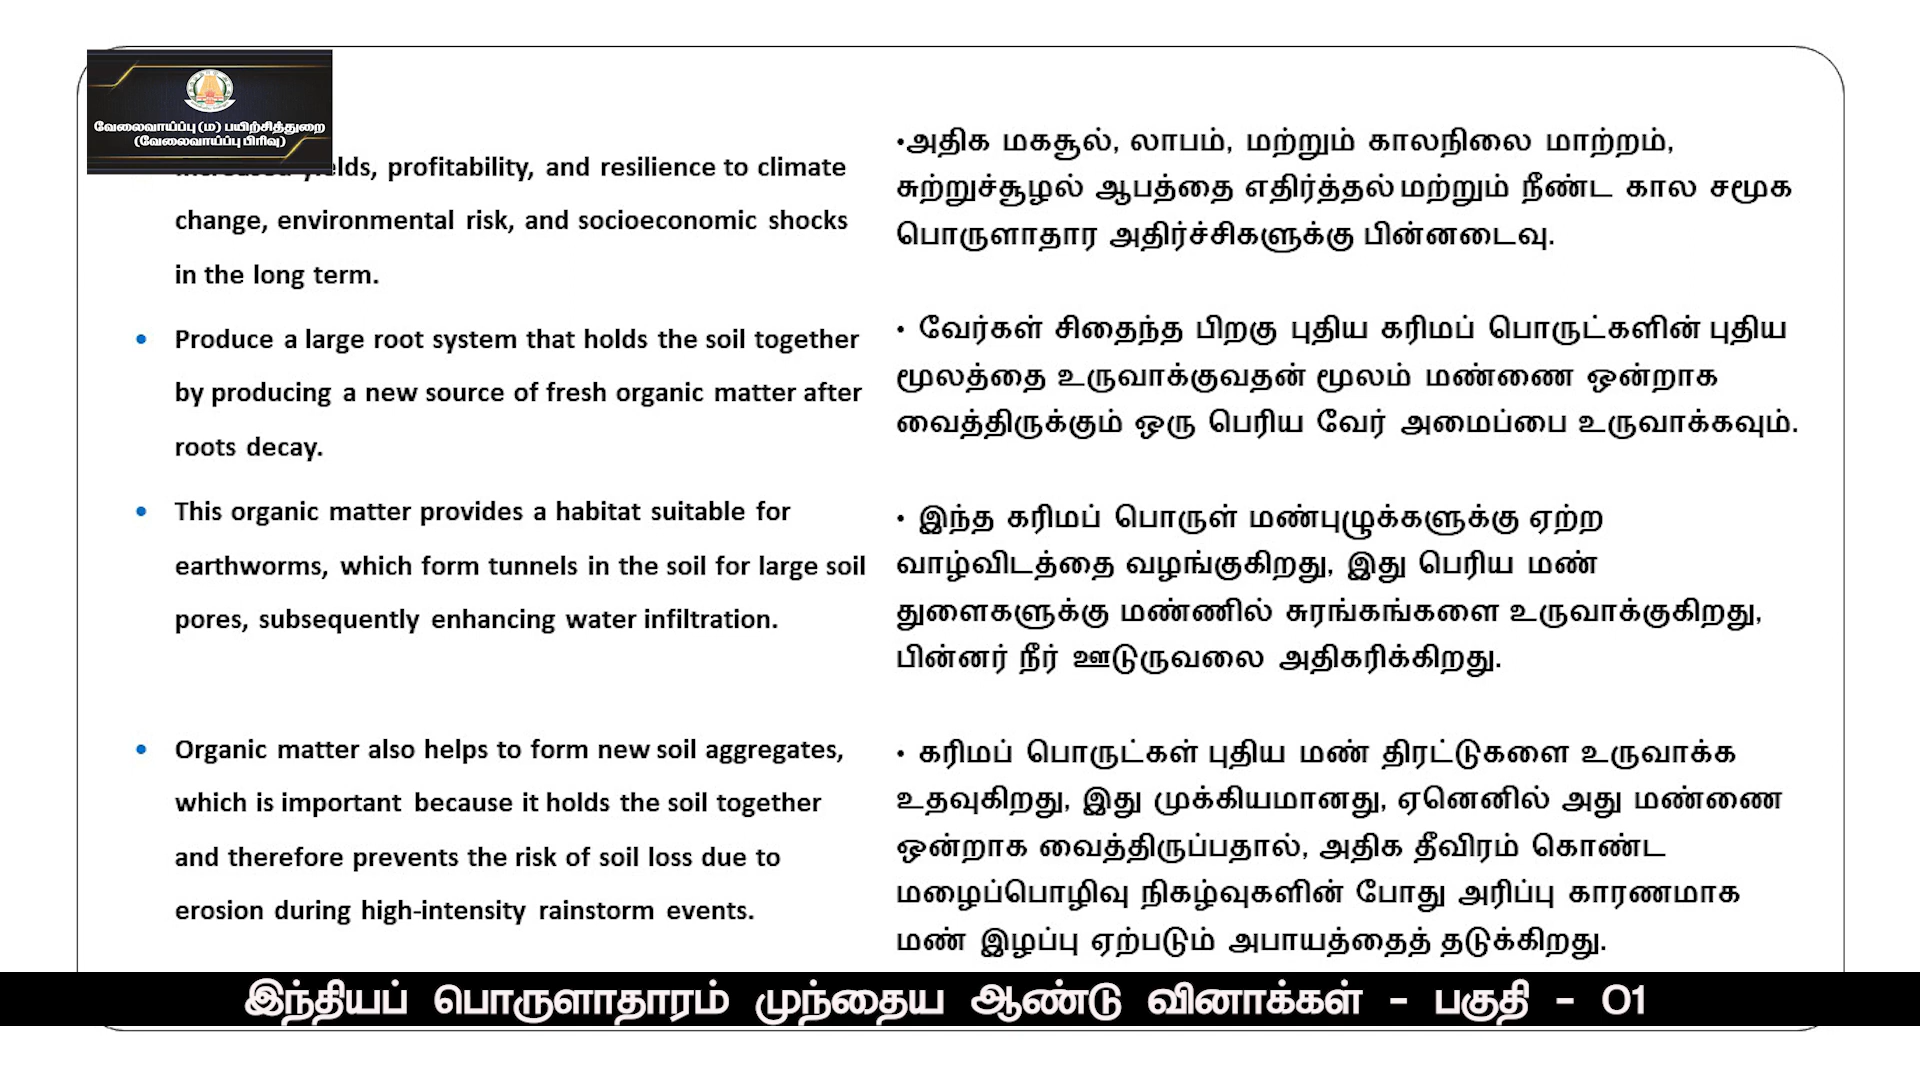 வேலைவாய்ப்பு (ம) பயிற்சித்துறை
(வேலைவாய்ப்பு பிரிவு)
profitability, and resilience to climate
change, environmental risk, and socioeconomic shocks
in the long term.
• Produce a large root system that holds the soil together
by producing a new source of fresh organic matter after
roots decay.
• This organic matter provides a habitat suitable for
earthworms, which form tunnels in the soil for large soil
pores, subsequently enhancing water infiltration.
• Organic matter also helps to form new soil aggregates,
which is important because it holds the soil together
and therefore prevents the risk of soil loss due to
erosion during high-intensity rainstorm events.
•அதிக மகசூல், லாபம், மற்றும் காலநிலை மாற்றம்,
சுற்றுச்சூழல் ஆபத்தை எதிர்த்தல் மற்றும் நீண்ட கால சமூக
பொருளாதார அதிர்ச்சிகளுக்கு பின்னடைவு.
• வேர்கள் சிதைந்த பிறகு புதிய கரிமப் பொருட்களின் புதிய
மூலத்தை உருவாக்குவதன் மூலம் மண்ணை ஒன்றாக
வைத்திருக்கும் ஒரு பெரிய வேர் அமைப்பை உருவாக்கவும்.
• இந்த கரிமப் பொருள் மண்புழுக்களுக்கு ஏற்ற
வாழ்விடத்தை வழங்குகிறது, இது பெரிய மண்
துளைகளுக்கு மண்ணில் சுரங்கங்களை உருவாக்குகிறது,
பின்னர் நீர் ஊடுருவலை அதிகரிக்கிறது.
• கரிமப் பொருட்கள் புதிய மண் திரட்டுகளை உருவாக்க
உதவுகிறது, இது முக்கியமானது, ஏனெனில் அது மண்ணை
ஒன்றாக வைத்திருப்பதால், அதிக தீவிரம் கொண்ட
மழைப்பொழிவு நிகழ்வுகளின் போது அரிப்பு காரணமாக
மண் இழப்பு ஏற்படும் அபாயத்தைத் தடுக்கிறது.
இந்தியப் பொருளாதாரம் முந்தைய ஆண்டு வினாக்கள் - பகுதி - 01